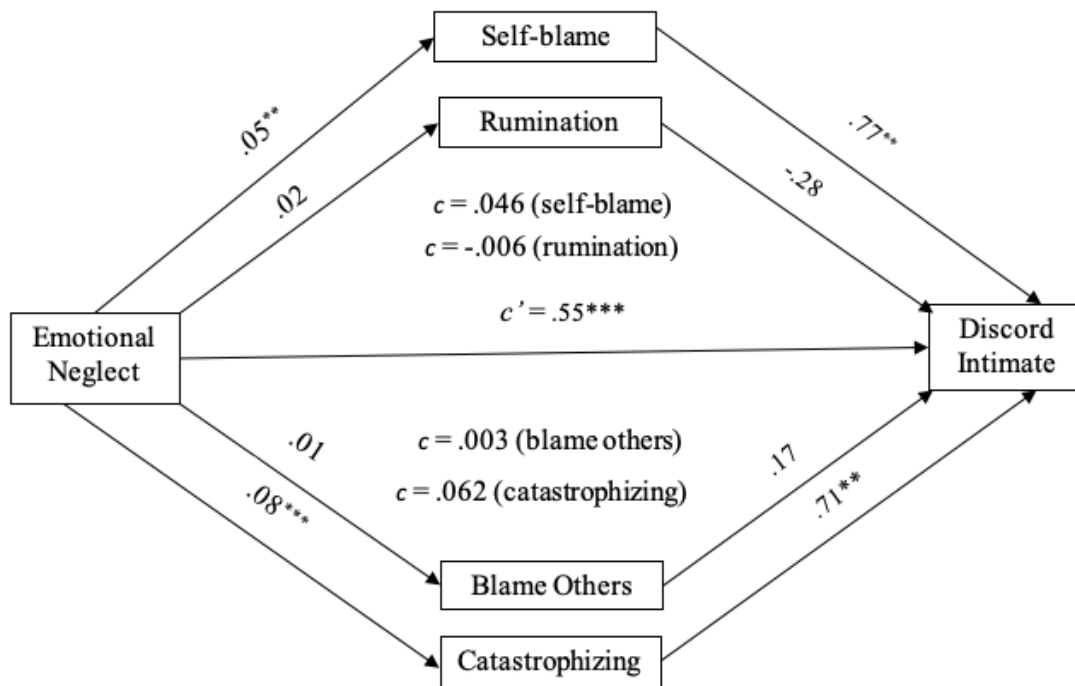 Self-blame
.05**
.77**
Rumination
.02
-.28
c = .046 (self-blame)
c = -.006 (rumination)
c’ = .55***
Emotional
Neglect
Discord
Intimate
.01
c = .003 (blame others)
.17
.08***
c = .062 (catastrophizing)
.71**
Blame Others
Catastrophizing